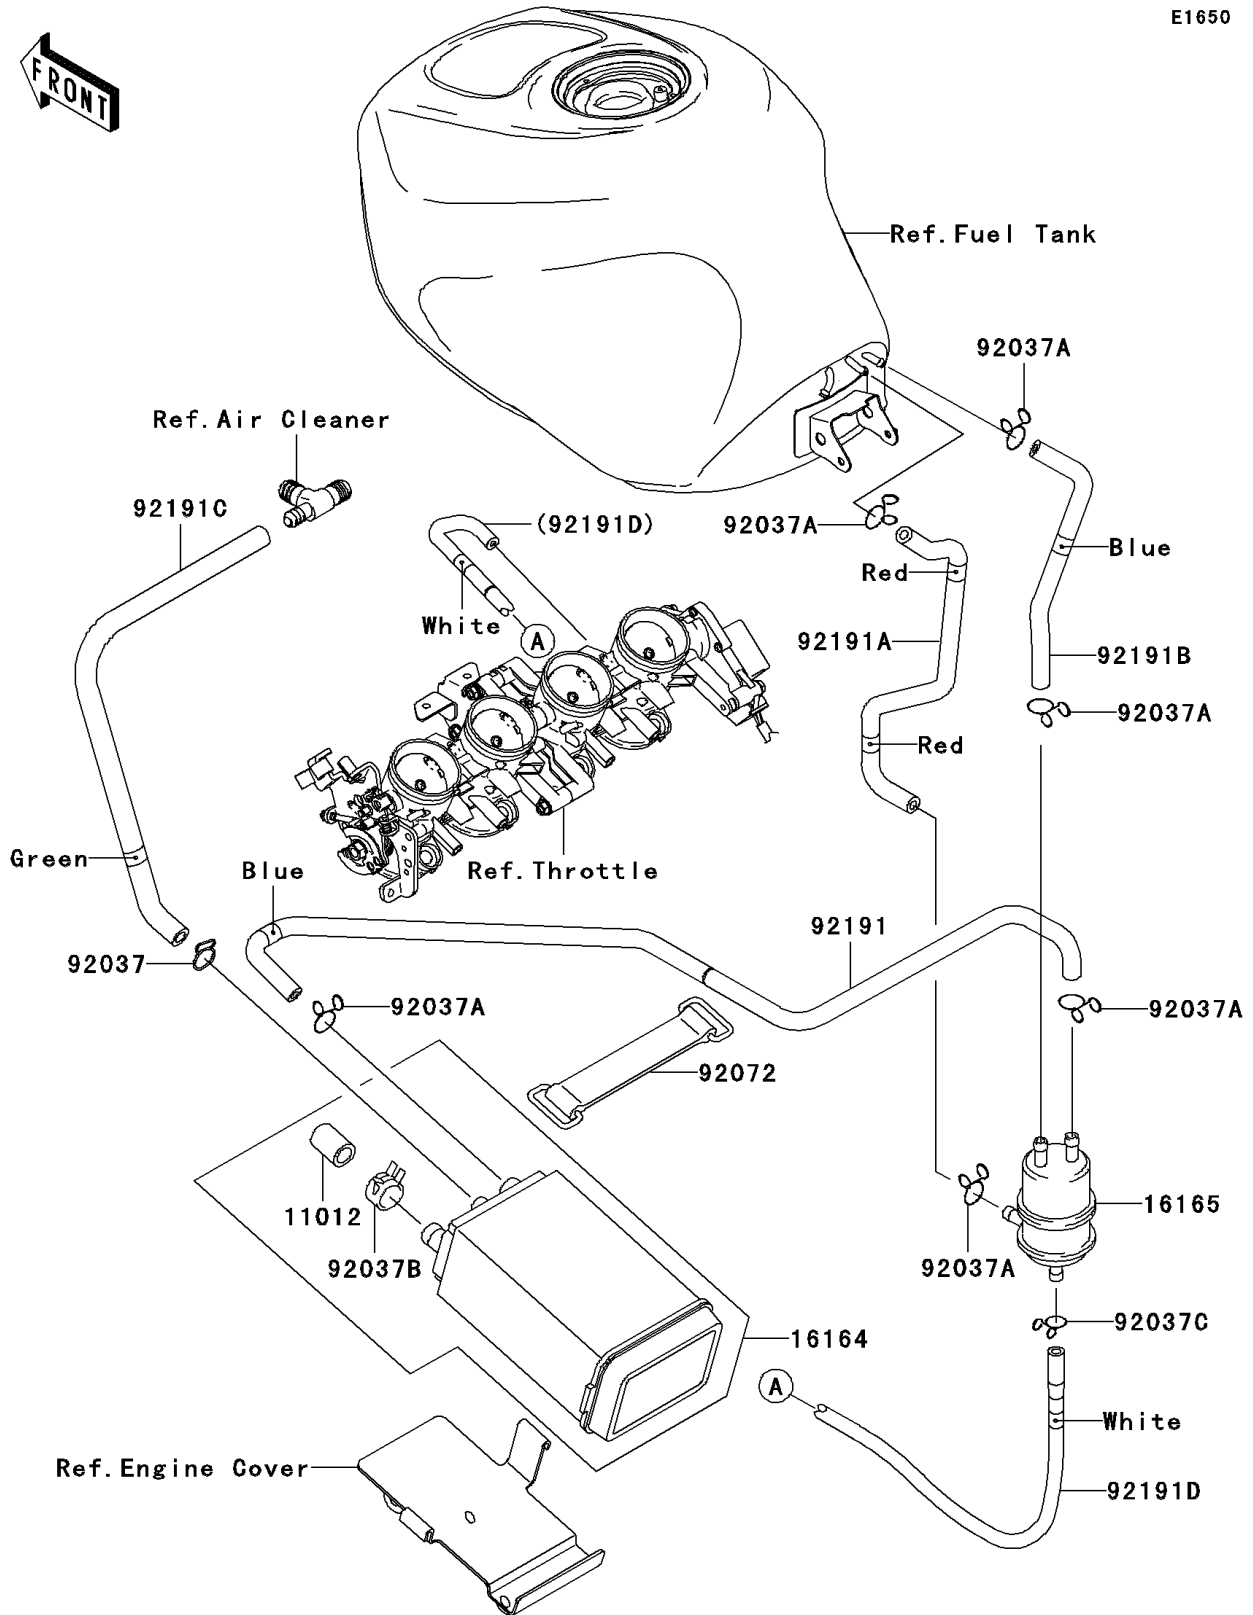 E1650
FRONT
Ref.Fuel Tank
92037A
Ref.Air Cleaner
92191C
(92191D)
92037A
Blue
Red
White
A
92191A
92191B
92037A
Red
Green
Blue
Ref.Throttle
92191
92037
92037A
92037A
92072
11012
16165
92037B
92037A
92037C
16164
A
White
Ref.Engine Cover
92191D